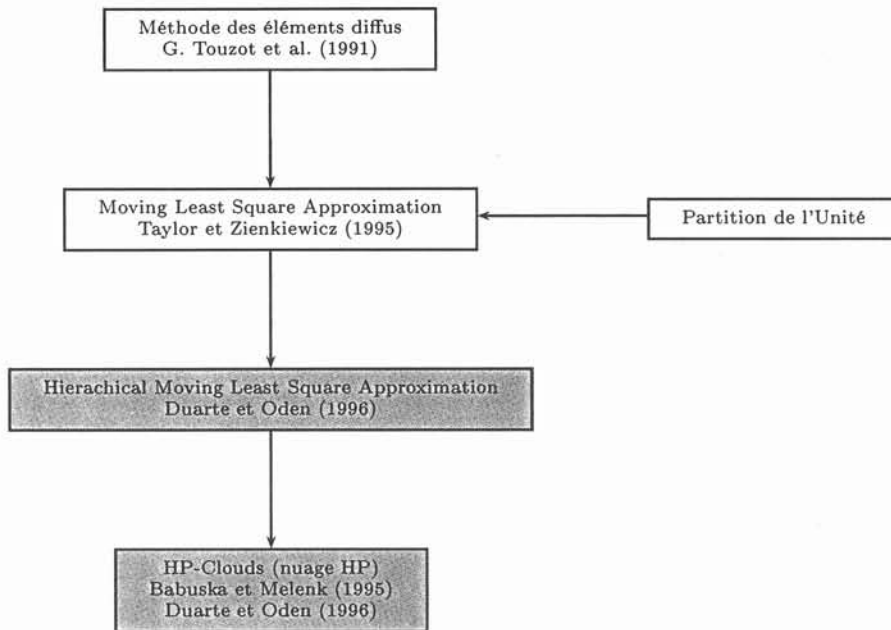 Méthode des éléments diffus
G. Touzot et al. (1991)
Moving Least Square Approximation
Taylor et Zienkiewicz (1995)
Partition de l'Unité
Hierachical Moving Least Square Approximation
Duarte et Oden (1996)
HP-Clouds (nuage HP)
Babuska et Melenk (1995)
Duarte et Oden (1996)